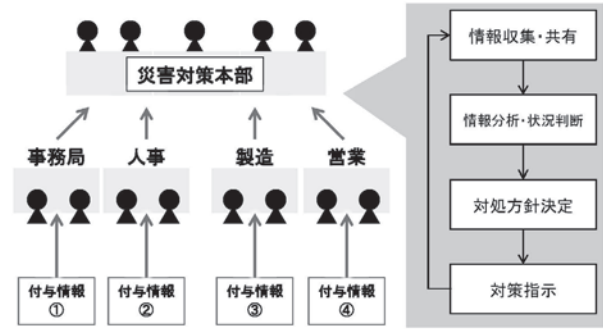 災害対策本部
事務局
人事
製造
営業
付与情報
①
付与情報
②
付与情報
③
付与情報
④
情報収集・共有
情報分析・状況判断
対処方針決定
対策指示